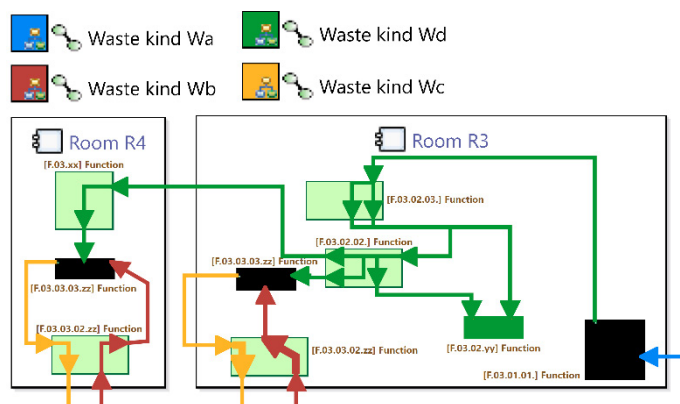 Waste kind Wa
Waste kind Wd
Waste kind Wb
Waste kind Wc
Room R4
Room R3
[F.03.xx] Function
[F.03.02.03.] Function
[F.03.02.02.] Function
[F.03.03.03.zz] Function
[F.03.03.03.zz] Function
[F.03.03.02.zz] Function
[F.03.03.02.zz] Function
[F.03.02.yy] Function
[F.03.01.01.] Function